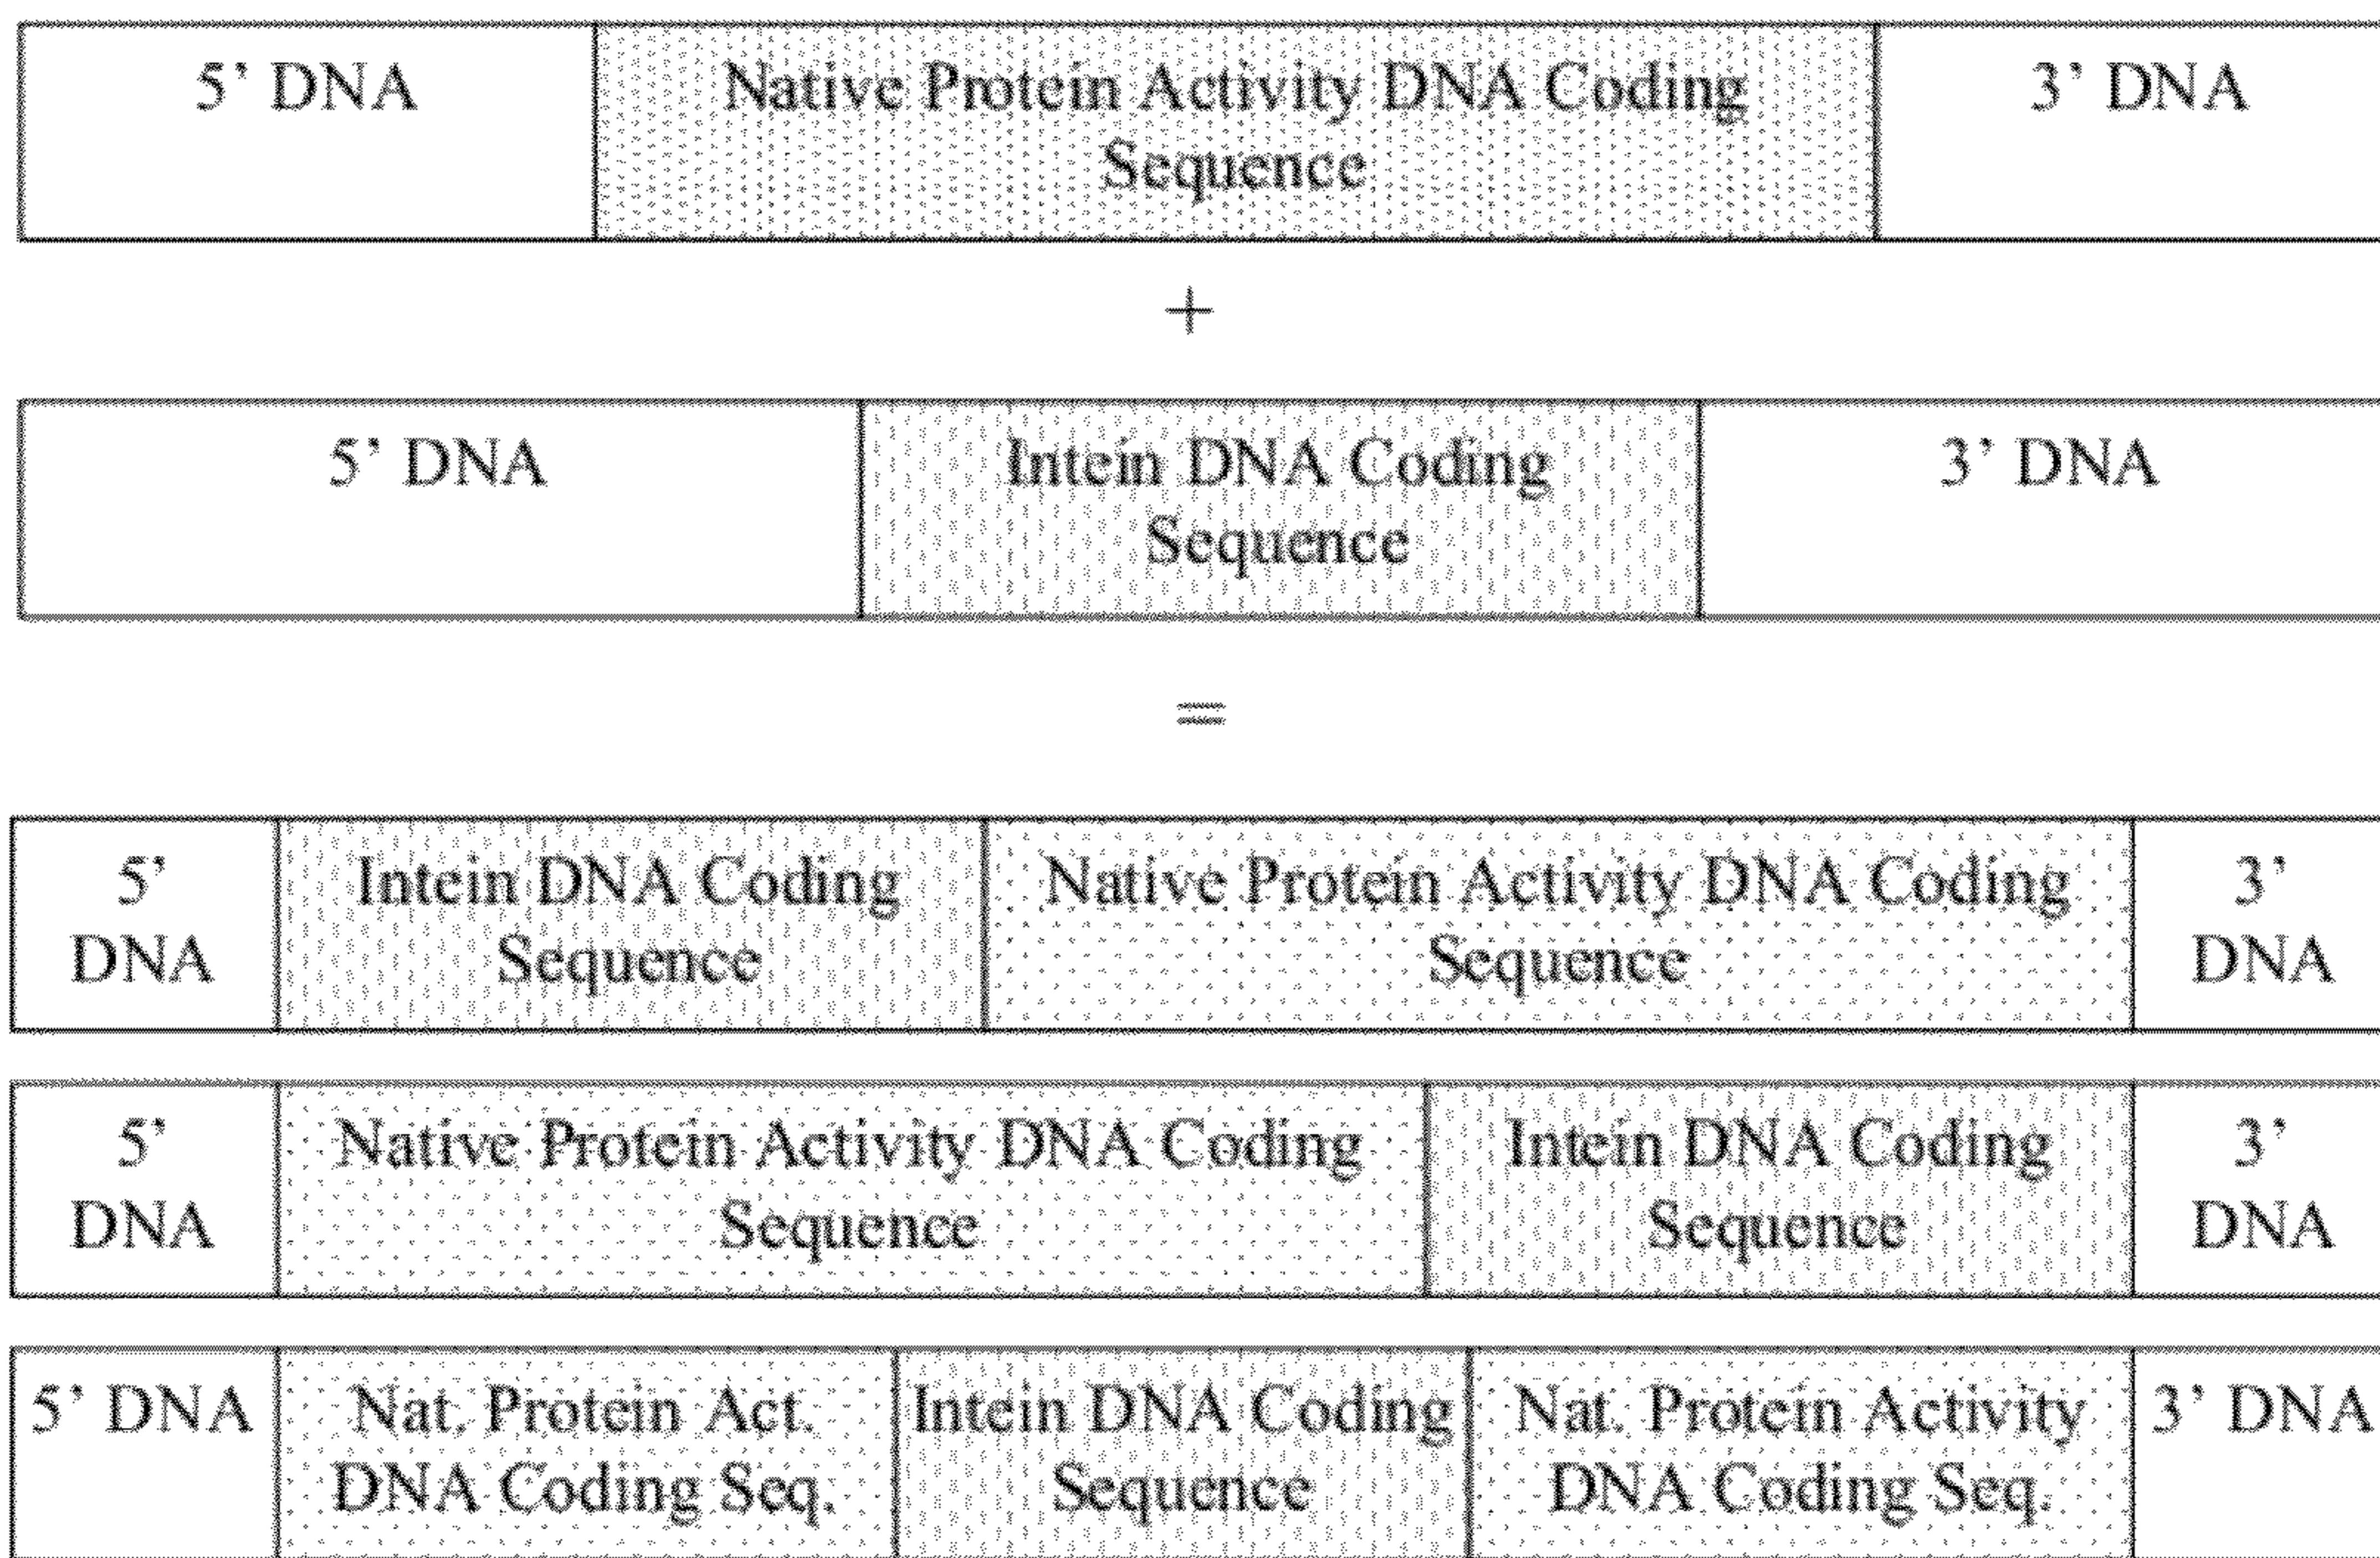 5’ DNA
Native Protein Activity DNA Coding
Sequence
3’ DNA
+
5’ DNA
Intein DNA Coding
Sequence
3’ DNA
=
5’
DNA
Intein DNA Coding
Sequence
Native Protein Activity DNA Coding
Sequence
3’
DNA
5’
DNA
Native Protein Activity DNA Coding
Sequence
Intein DNA Coding
Sequence
3’
DNA
5’ DNA
Nat. Protein Act.
DNA Coding Seq.
Intein DNA Coding
Sequence
Nat. Protein Activity
DNA Coding Seq.
3’ DNA